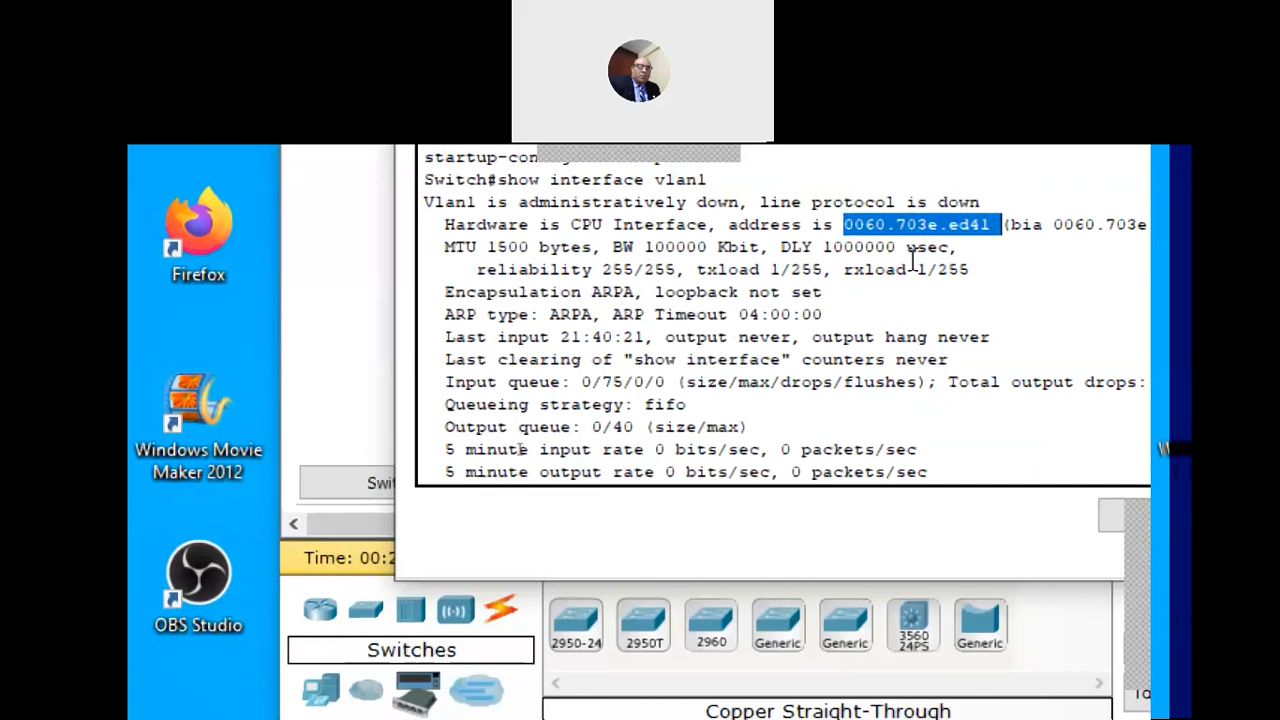 startup-con
Switch#show interface vlan1
Vlan1 is administratively down, line protocol is down
Hardware is CPU Interface, address is 0060.703e.ed41 (bia 0060.703e
MTU 1500 bytes, BW 100000 Kbit, DLY 1000000 usec,
reliability 255/255, txload 1/255, rxload 1/255
Encapsulation ARPA, loopback not set
ARP type: ARPA, ARP Timeout 04:00:00
Last input 21:40:21, output never, output hang never
Last clearing of "show interface" counters never
Input queue: 0/75/0/0 (size/max/drops/flushes); Total output drops:
Queueing strategy: fifo
Output queue: 0/40 (size/max)
5 minute input rate 0 bits/sec, 0 packets/sec
5 minute output rate 0 bits/sec, 0 packets/sec
Firefox
Windows Movie
Maker 2012
OBS Studio
Swi
Time: 00:2
Switches
2950-24
2950T
2960
Generic
Generic
3560
24PS
Generic
Copper Straight-Through